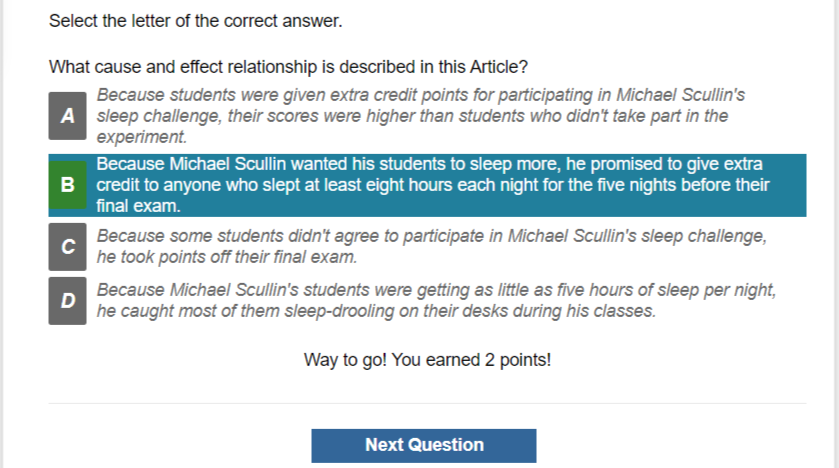 Select the letter of the correct answer.
What cause and effect relationship is described in this Article?
A
Because students were given extra credit points for participating in Michael Scullin's
sleep challenge, their scores were higher than students who didn't take part in the
experiment.
B
Because Michael Scullin wanted his students to sleep more, he promised to give extra
credit to anyone who slept at least eight hours each night for the five nights before their
final exam.
C
Because some students didn't agree to participate in Michael Scullin's sleep challenge,
he took points off their final exam.
D
Because Michael Scullin's students were getting as little as five hours of sleep per night,
he caught most of them sleep-drooling on their desks during his classes.
Way to go! You earned 2 points!
Next Question